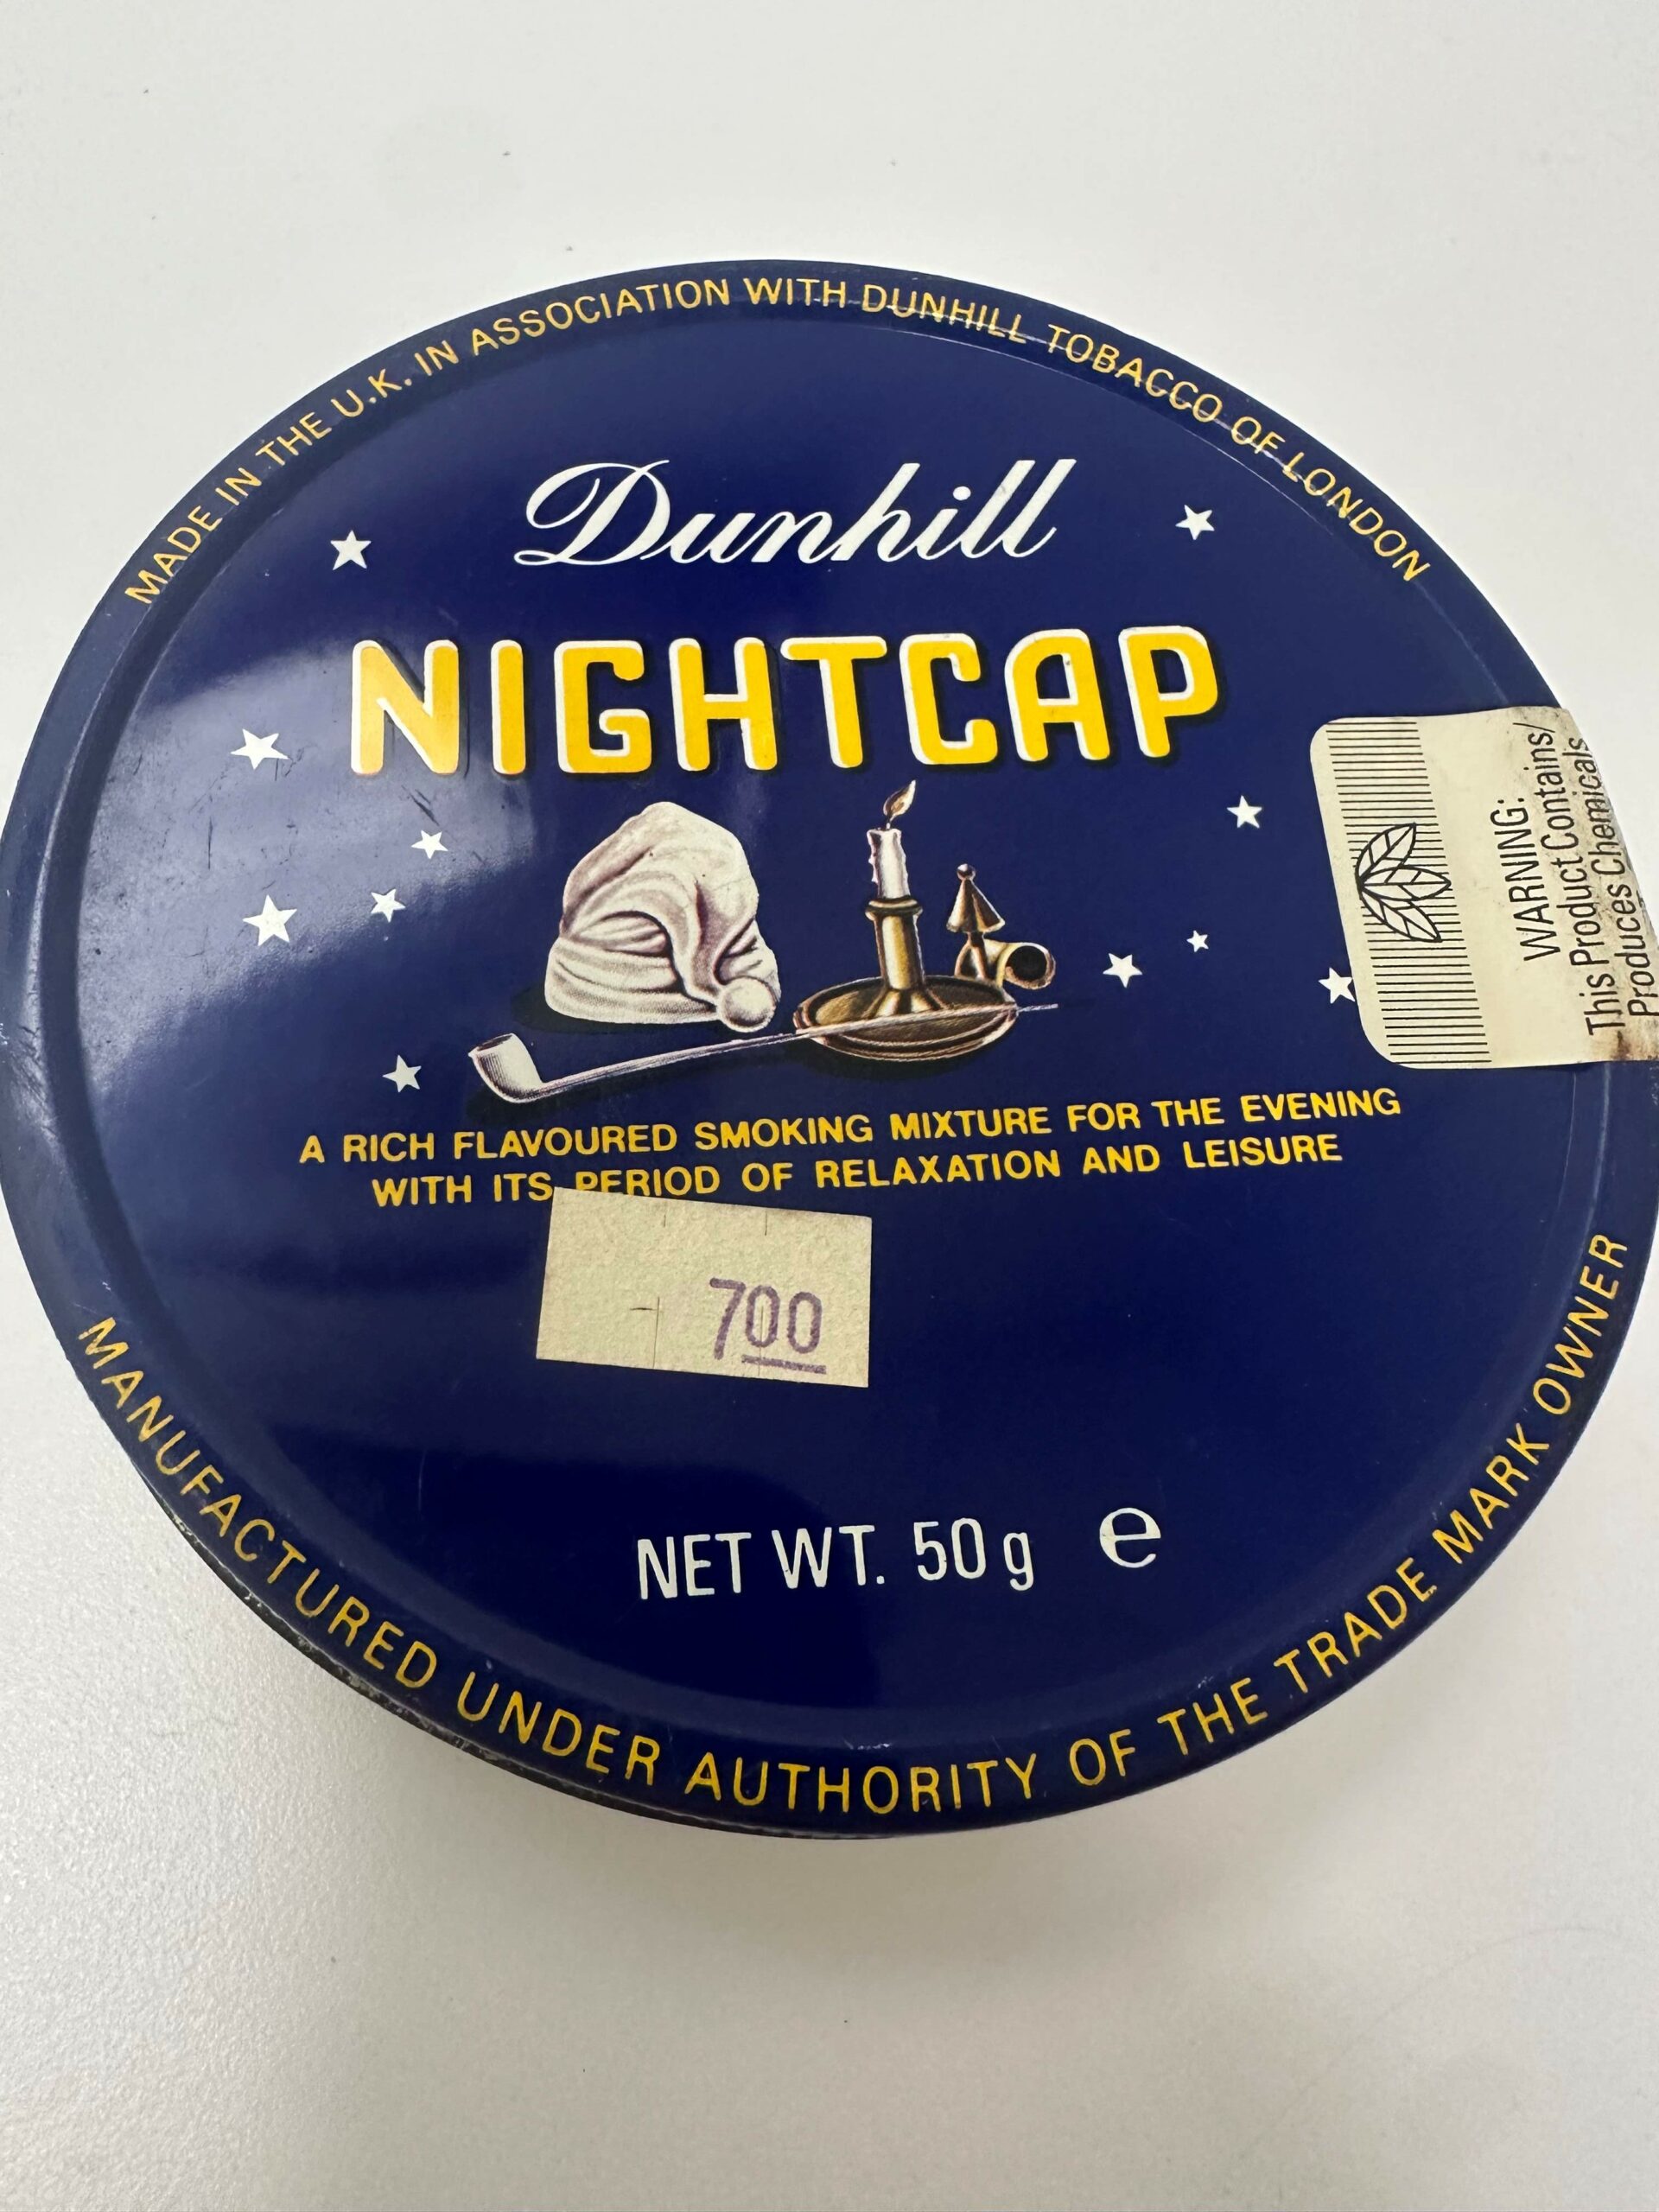 MADE IN THE U.K. IN ASSOCIATION WITH DUNHILL TOBACCO OF LONDON
Dunhill
NIGHTCAP
WARNING:
This Product Contains/
Produces Chemicals
A RICH FLAVOURED SMOKING MIXTURE FOR THE EVENING
WITH ITS PERIOD OF RELAXATION AND LEISURE
700
NET WT. 50g e
MANUFACTURED UNDER AUTHORITY OF THE TRADE MARK OWNER